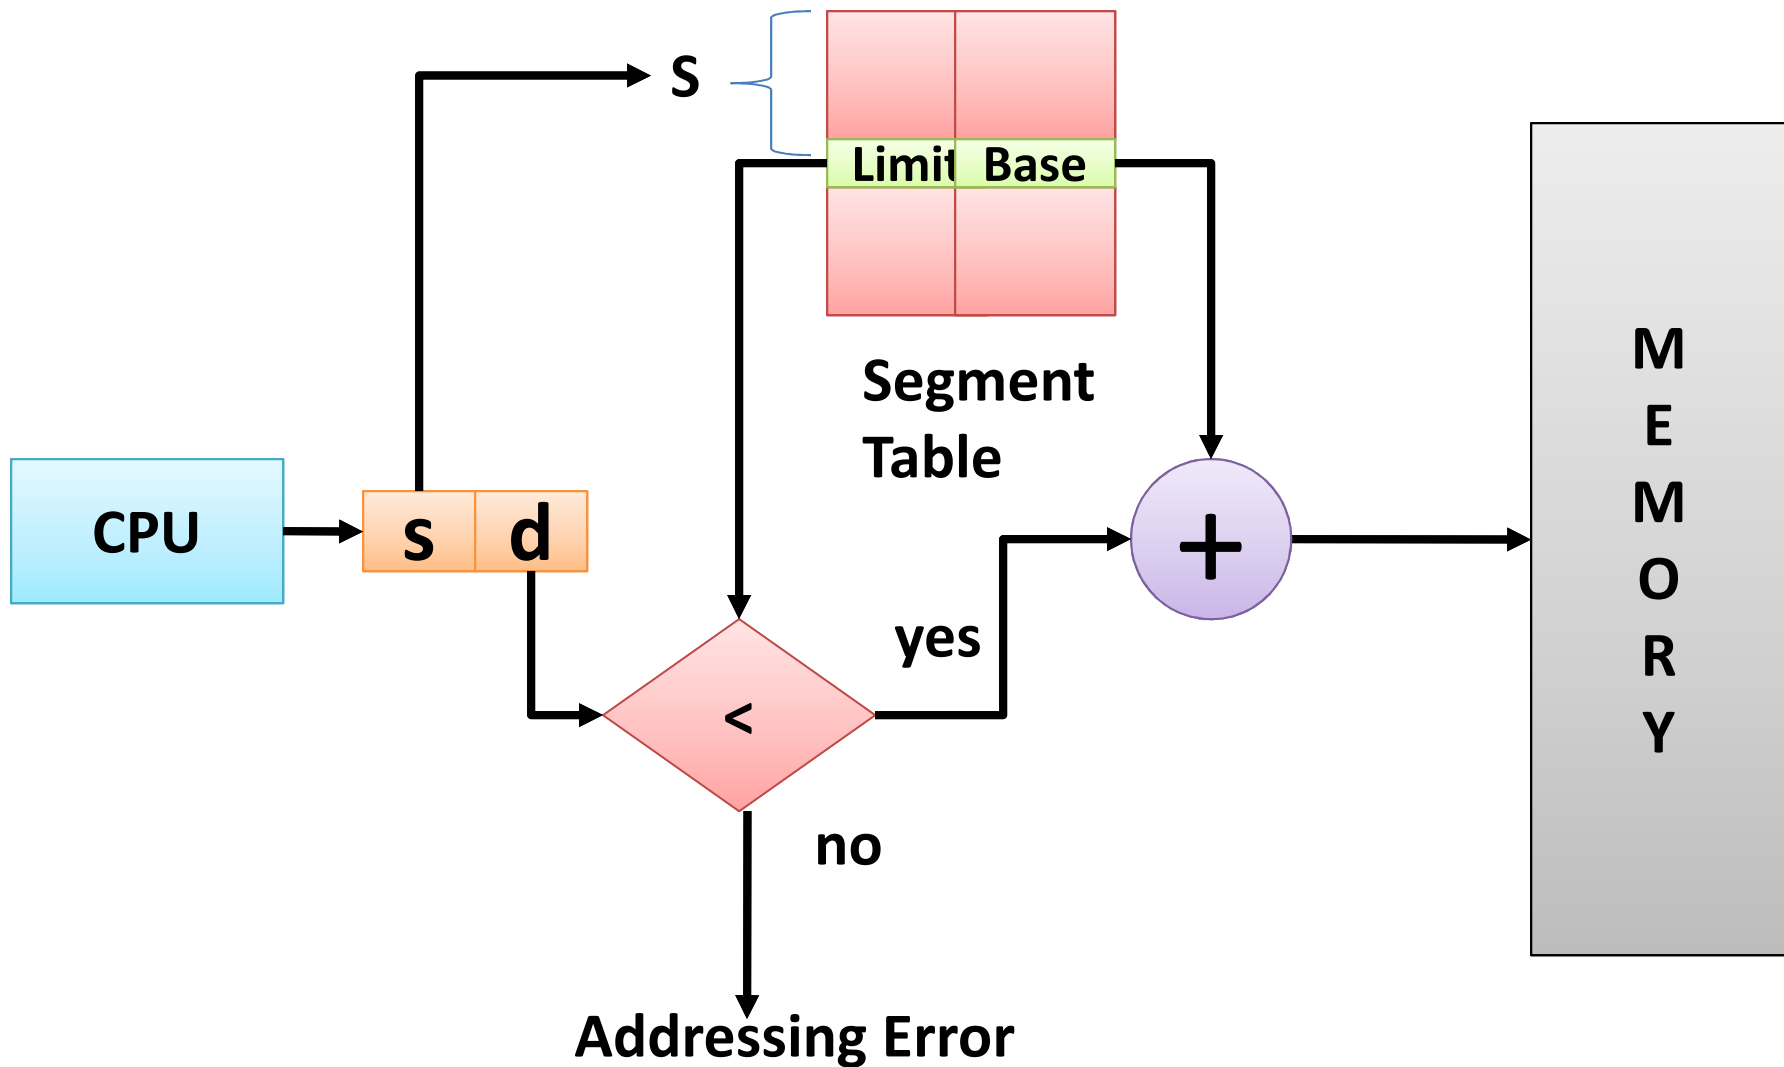 S
Limit Base
Segment
Table
CPU
s d
+
yes
<
no
Addressing Error
M
E
M
O
R
Y